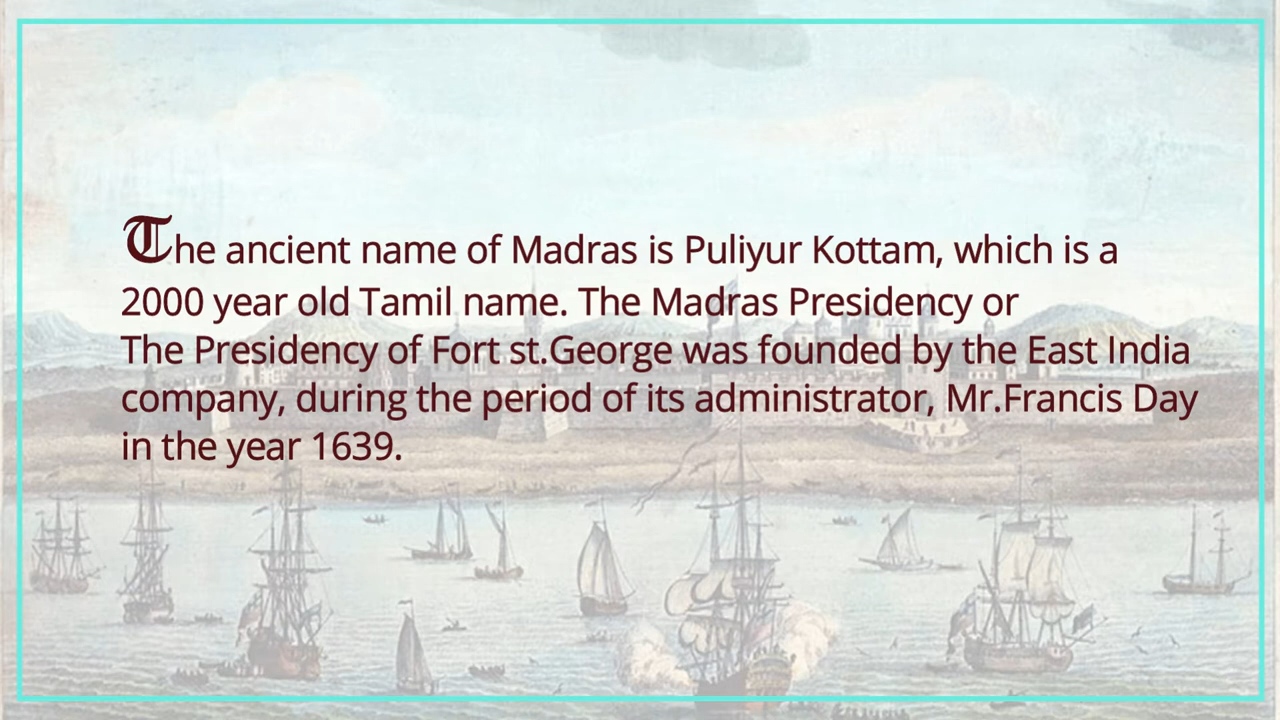 The ancient name of Madras is Puliyur Kottam, which is a
2000 year old Tamil name. The Madras Presidency or
The Presidency of Fort st.George was founded by the East India
company, during the period of its administrator, Mr.Francis Day
in the year 1639.